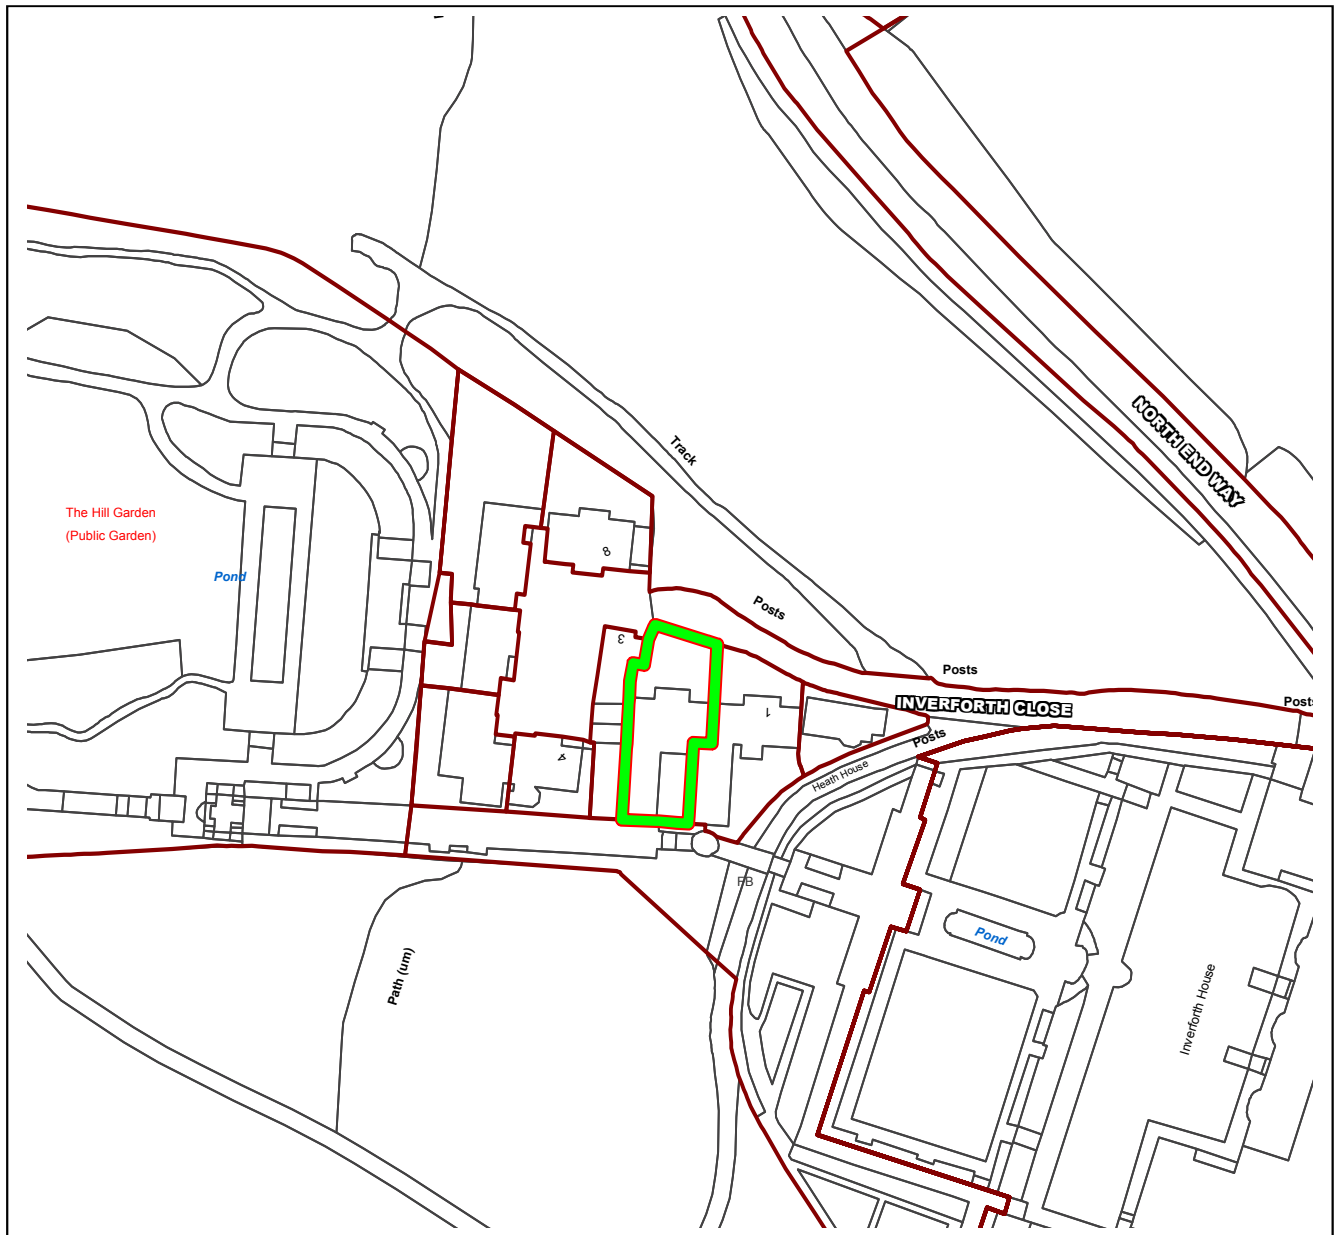 NORTH END WAY
Track
The Hill Garden
(Public Garden)
8
Pond
Posts
3
Posts
Posts
INVERFORTH CLOSE
1
Posts
4
Heath House
FB
Pond
Path (um)
Inverforth House